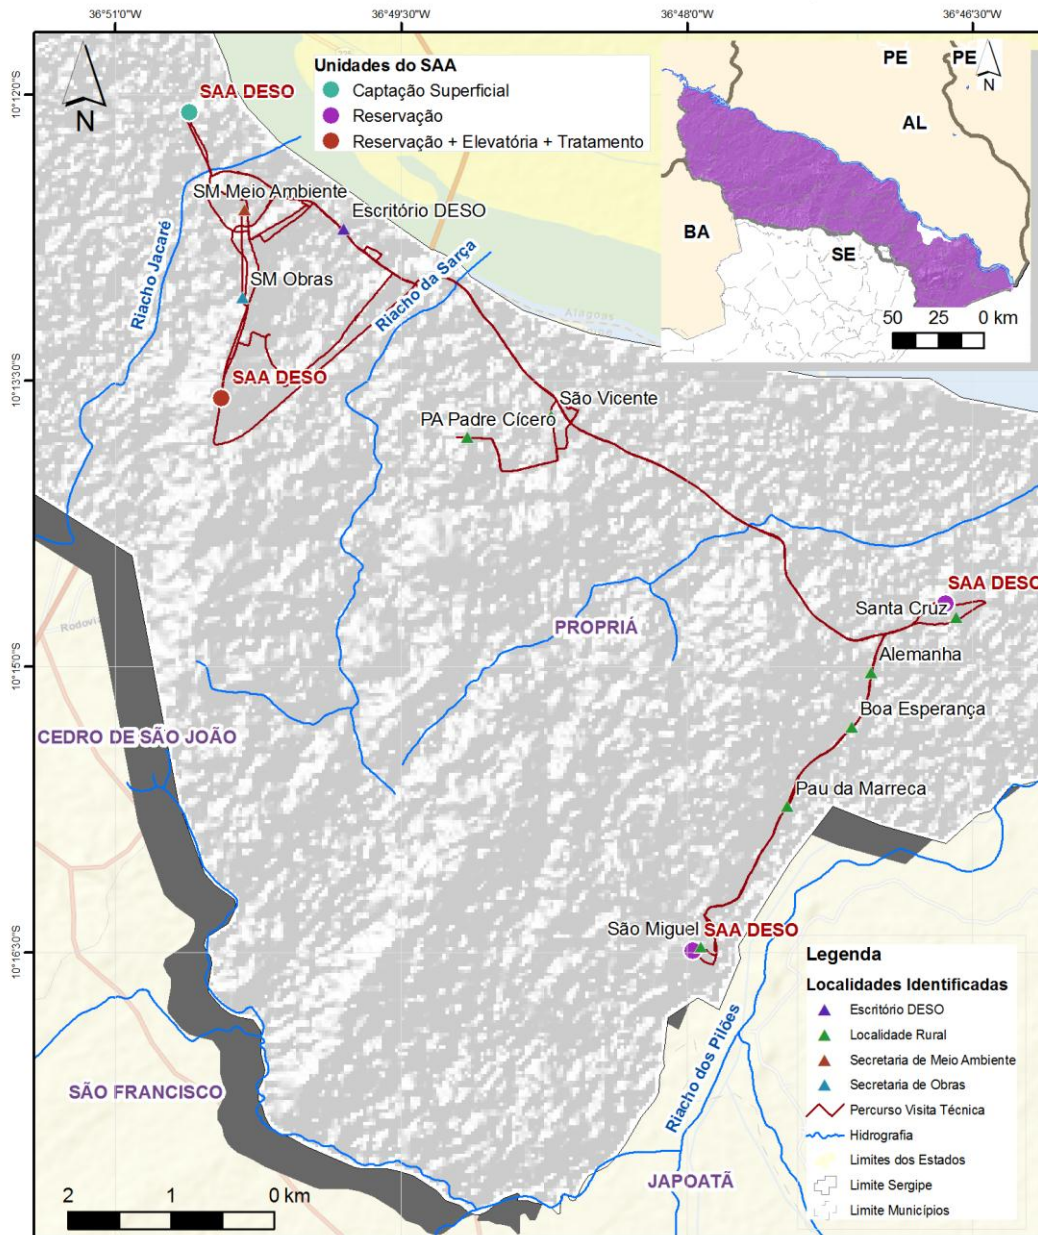 36°51'0"W
36°49'30"W
36°48'0"W
36°46'30"W
10°12'0"S
10°13'30"S
10°15'0"S
10°16'30"S
N
Unidades do SAA
Captação Superficial
Reservação
Reservação + Elevatória + Tratamento
PE
PE
N
AL
BA
SE
50 25 0 km
SAA DESO
SM Meio Ambiente
Escritório DESO
Riacho Jacaré
SM Obras
Riacho da Sarça
Alagoas
SAA DESO
São Vicente
PA Padre Cícero
SAA DESO
Santa Crúz
PROPRIÁ
Alemanha
Boa Esperança
CEDRO DE SÃO JOÃO
Pau da Marreca
São Miguel
SAA DESO
Riacho dos Pilões
SÃO FRANCISCO
JAPOATÃ
2 1 0 km
Legenda
Localidades Identificadas
Escritório DESO
Localidade Rural
Secretaria de Meio Ambiente
Secretaria de Obras
Percurso Visita Técnica
Hidrografia
Limites dos Estados
Limite Sergipe
Limite Municípios